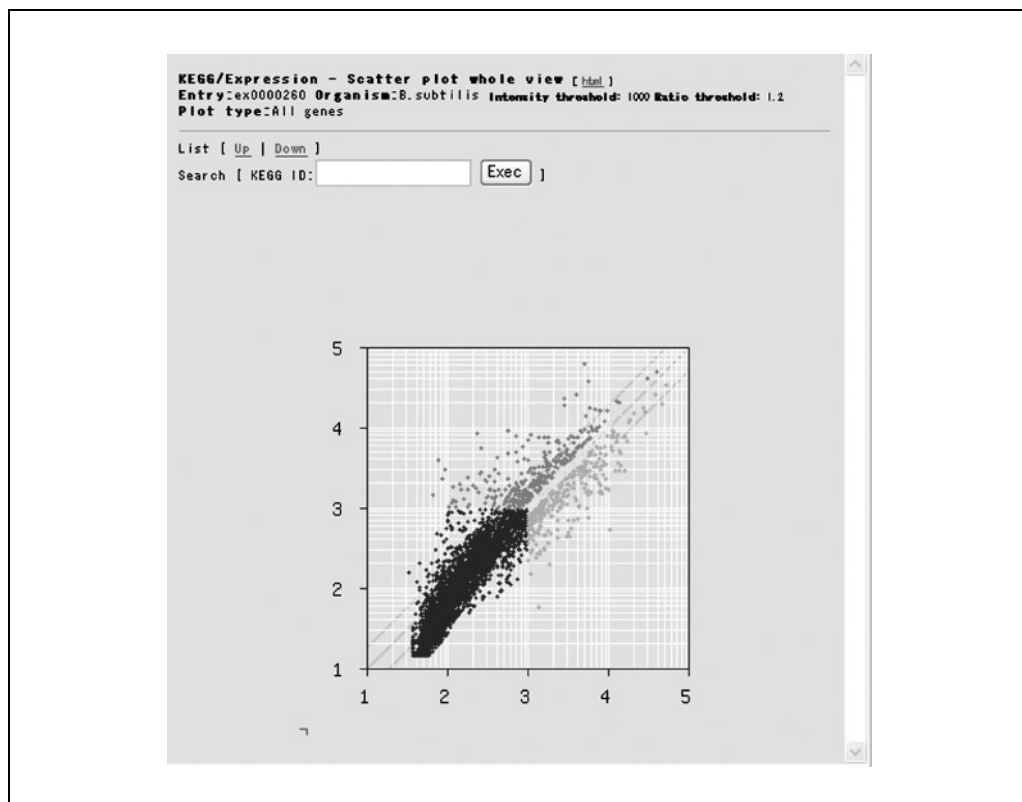 KEGG/Expression - Scatter plot whole view [ html ]
Entry:ex0000260 Organism:B.subtilis Intensity threshold: 1000 Ratio threshold: 1.2
Plot type:All genes
List [ Up | Down ]
Search [ KEGG ID: Exec ]
5
4
3
2
1
1 2 3 4 5